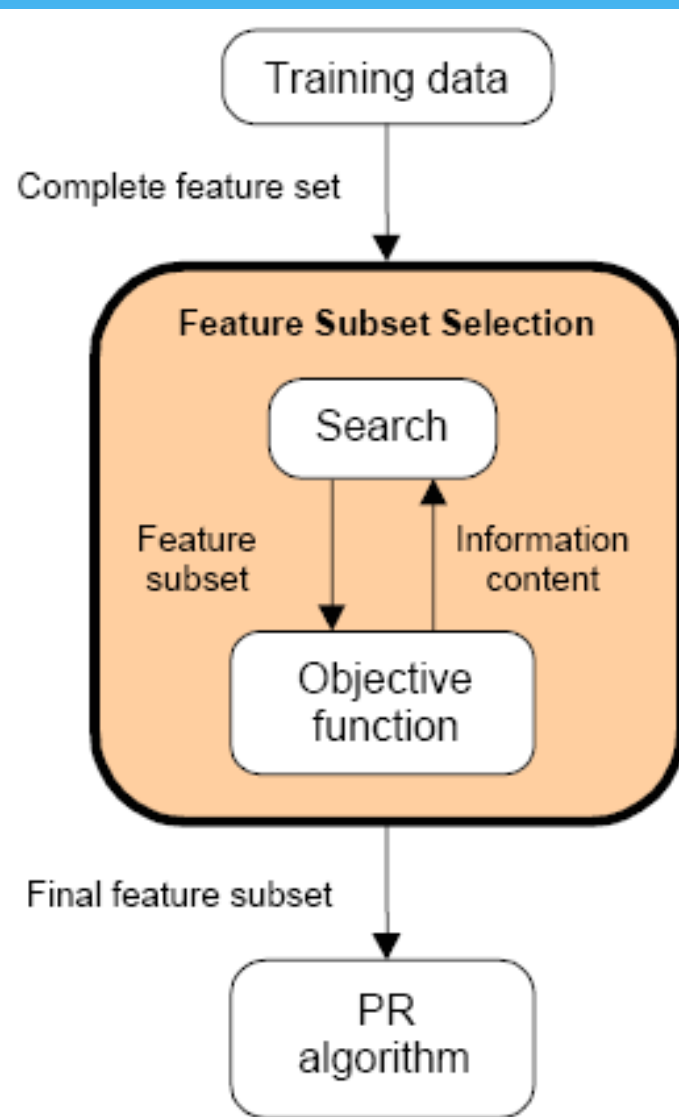 Training data
Complete feature set
Feature Subset Selection
Search
Feature
subset
Information
content
Objective
function
Final feature subset
PR
algorithm